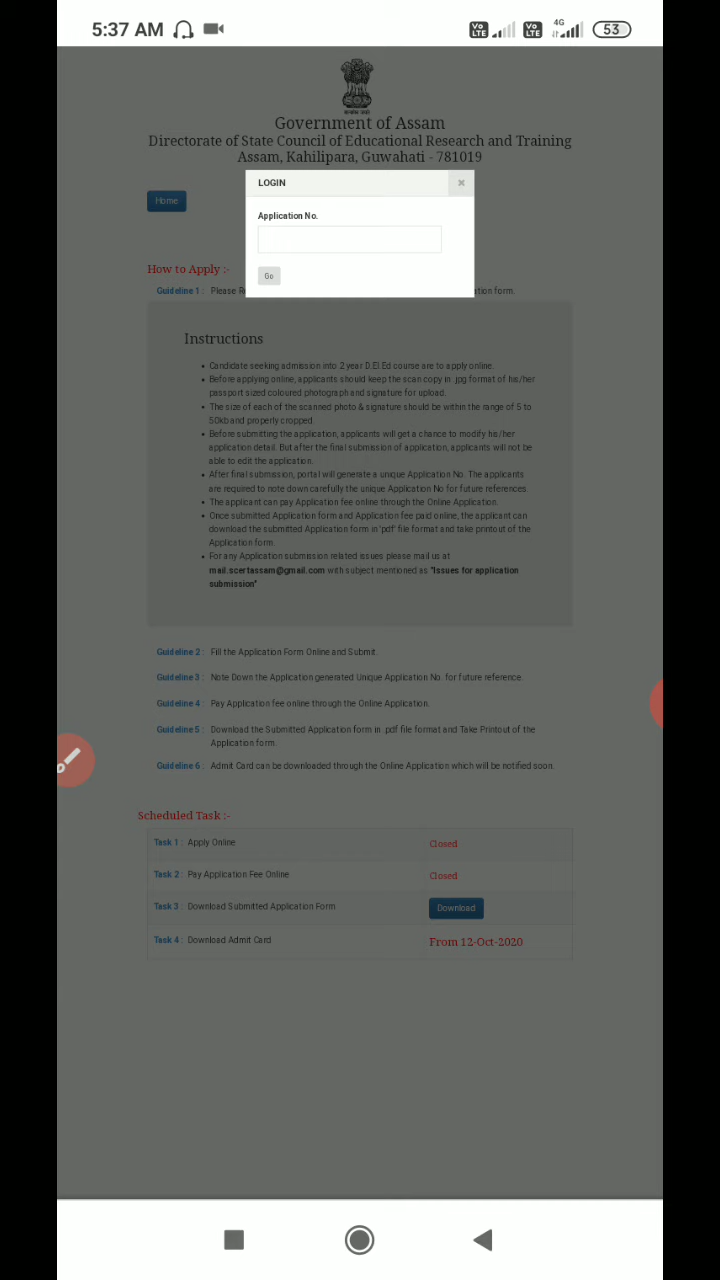 5:37 AM
Vo LTE
Vo LTE
4G
53
Government of Assam
Directorate of State Council of Educational Research and Training
Assam, Kahilipara, Guwahati - 781019
LOGIN
Home
Application No.
Go
How to Apply :-
Guideline 1 : Please tion form.
Instructions
• Candidate seeking admission into 2 year D.El.Ed course are to apply online.
• Before applying online, applicants should keep the scan copy in .jpg format of his/her
passport sized coloured photograph and signature for upload.
• The size of each of the scanned photo & signature should be within the range of 5 to
50kb and properly cropped.
• Before submitting the application, applicants will get a chance to modify his/her
application detail. But after the final submission of application, applicants will not be
able to edit the application.
• After final submission, portal will generate a unique Application No. The applicants
are required to note down carefully the unique Application No for future references.
• The applicant can pay Application fee online through the Online Application.
• Once submitted Application form and Application fee paid online, the applicant can
download the submitted Application form in 'pdf' file format and take printout of the
Application form.
• For any Application submission related issues please mail us at
mail.scertassam@gmail.com with subject mentioned as "Issues for application
submission"
Guideline 2 : Fill the Application Form Online and Submit.
Guideline 3 : Note Down the Application generated Unique Application No. for future reference.
Guideline 4 : Pay Application fee online through the Online Application.
Guideline 5 : Download the Submitted Application form in .pdf file format and Take Printout of the
Application form.
Guideline 6 : Admit Card can be downloaded through the Online Application which will be notified soon.
Scheduled Task :-
Task 1 : Apply Online Closed
Task 2 : Pay Application Fee Online Closed
Task 3 : Download Submitted Application Form Download
Task 4 : Download Admit Card From 12-Oct-2020